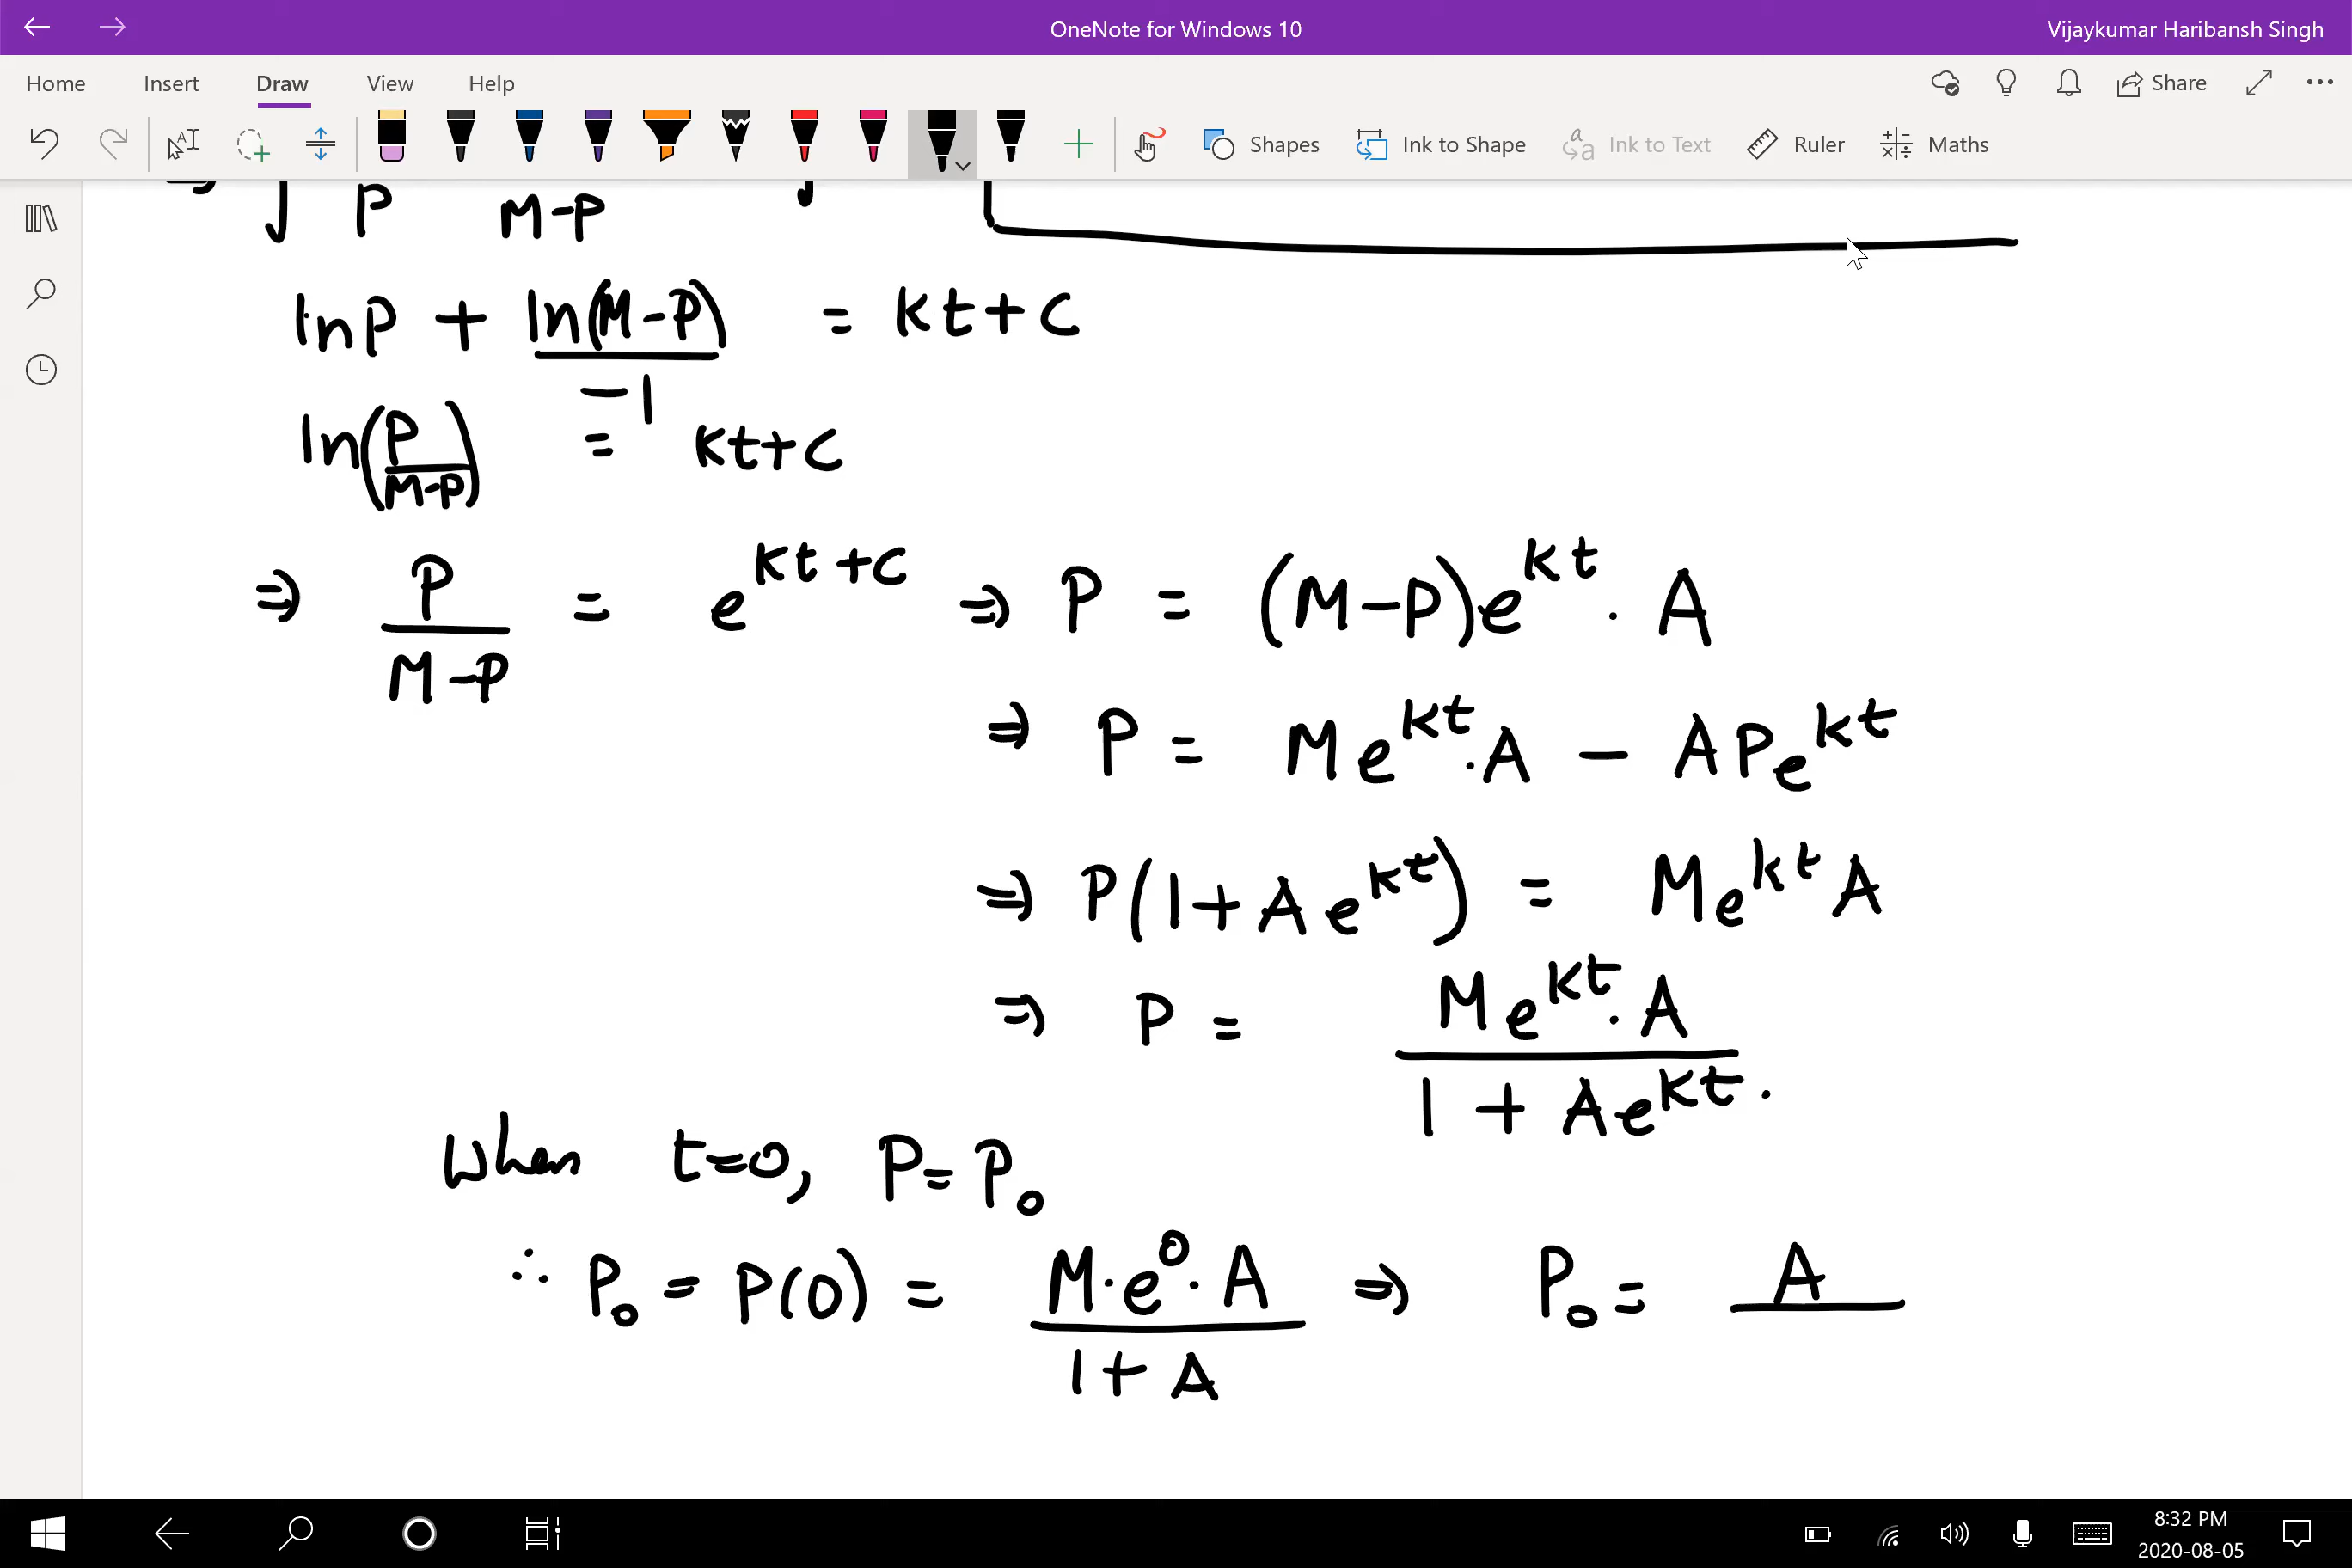 OneNote for Windows 10
Vijaykumar Haribansh Singh
Home Insert Draw View Help
Share
Shapes Ink to Shape Ink to Text Ruler Maths
∫ P M-P ∫
ln P + ln(M-P)/-1 = kt+C
ln(P/(M-P)) = kt+C
⇒ P/(M-P) = e^(kt+C) ⇒ P = (M-P)e^(kt) · A
⇒ P = Me^(kt)·A - APe^(kt)
⇒ P(1+Ae^(kt)) = Me^(kt)A
⇒ P = Me^(kt)·A / 1+Ae^(kt).
When t=0, P=P₀
∴ P₀ = P(0) = M·e⁰·A / 1+A ⇒ P₀ = A
8:32 PM
2020-08-05